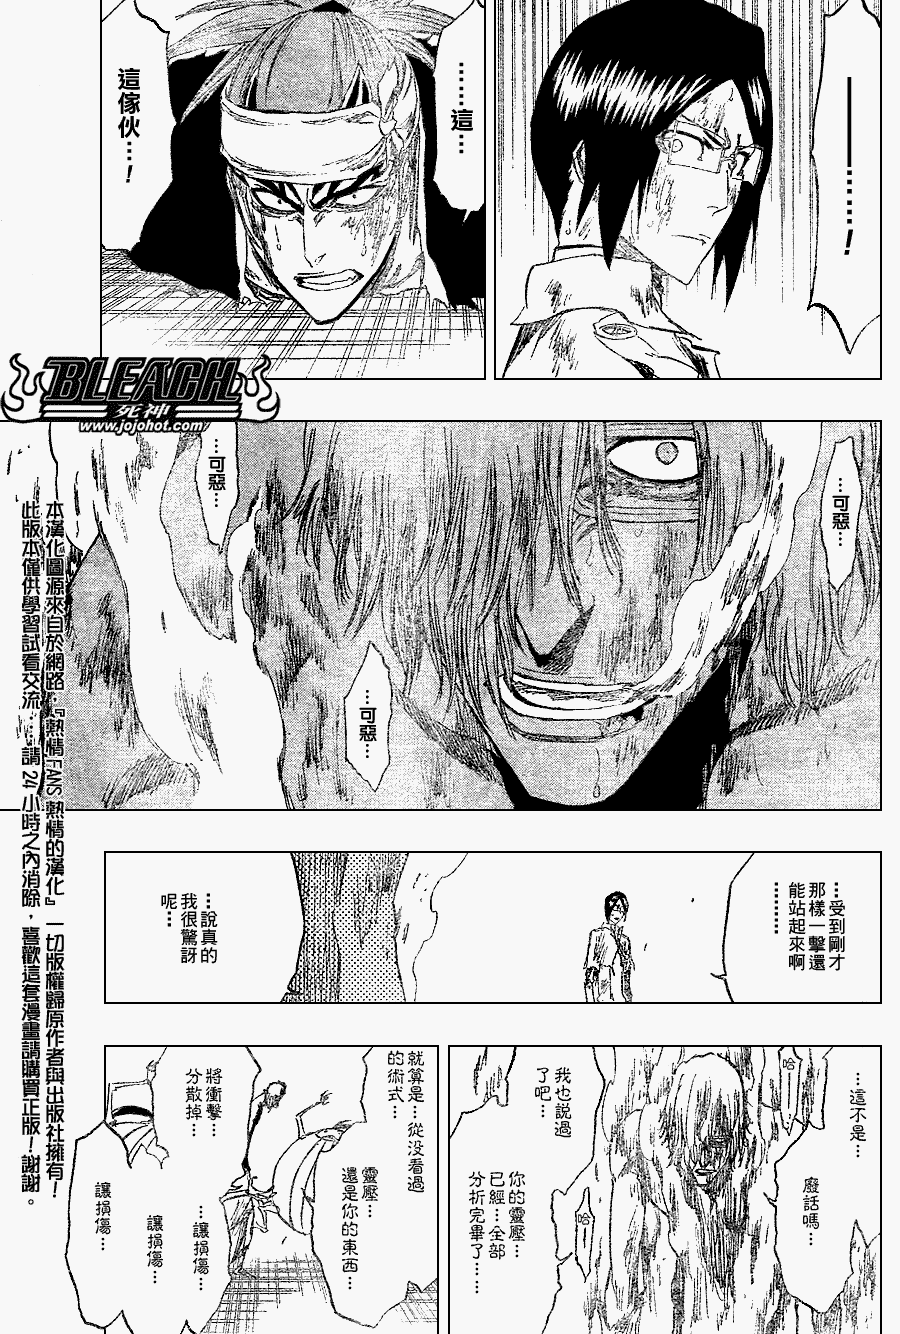 ——……！
……這
這傢伙…！
BLEACH
死神
www.jojohot.com
…可惡…
…可惡…
…可惡…
…受到剛才
那樣一擊還
能站起來啊
…………
…說真的
我很驚訝
呢……
…這不是…
廢話嗎…
哈…
哈…
我也說過
了吧…
你的靈壓…
已經…全部
分折完畢了……
就算是…從沒看過
的術式…
靈壓…
還是你的東西…
將衝擊…
分散掉…
…讓損傷…
讓損傷…
讓損傷…
本漢化圖源來自於網路，『熱情FANS熱情的漢化』一切版權歸原作者與出版社擁有！
此版本僅供學習試看交流……請24小時之內消除，喜歡這套漫畫請購買正版！謝謝。